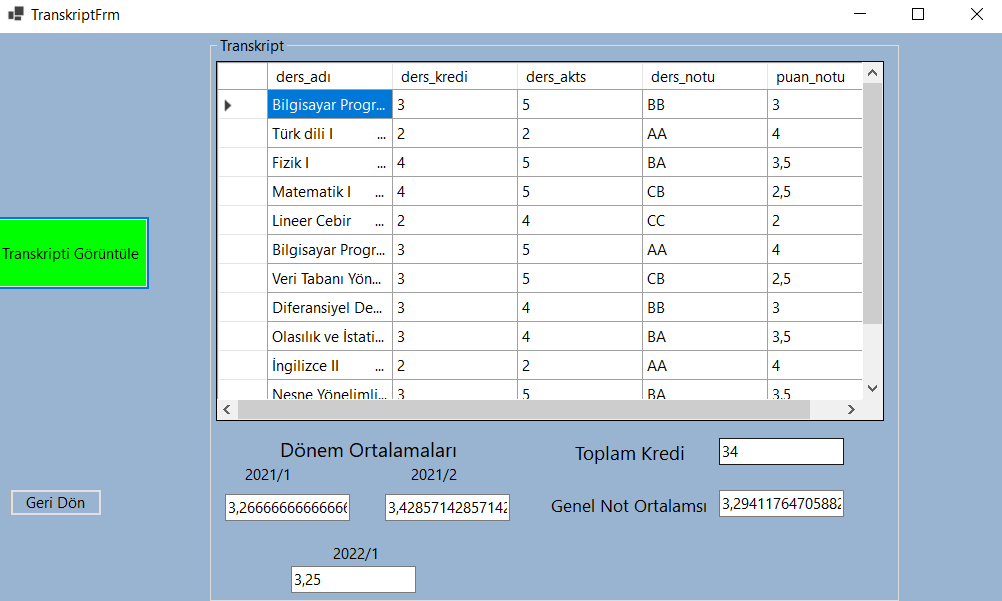 TranskriptFrm
Transkript
ders_adı ders_kredi ders_akts ders_notu puan_notu
Bilgisayar Progr... 3 5 BB 3
Türk dili I ... 2 2 AA 4
Fizik I ... 4 5 BA 3,5
Matematik I ... 4 5 CB 2,5
Lineer Cebir ... 2 4 CC 2
Bilgisayar Progr... 3 5 AA 4
Veri Tabanı Yön... 3 5 CB 2,5
Diferansiyel De... 3 4 BB 3
Olasılık ve İstati... 3 4 BA 3,5
İngilizce II ... 2 2 AA 4
Nesne Yönelimli... 3 5 BA 3,5
Transkripti Görüntüle
Dönem Ortalamaları
2021/1 2021/2
3,26666666666666 3,42857142857142
2022/1
3,25
Toplam Kredi 34
Genel Not Ortalamsı 3,29411764705882
Geri Dön